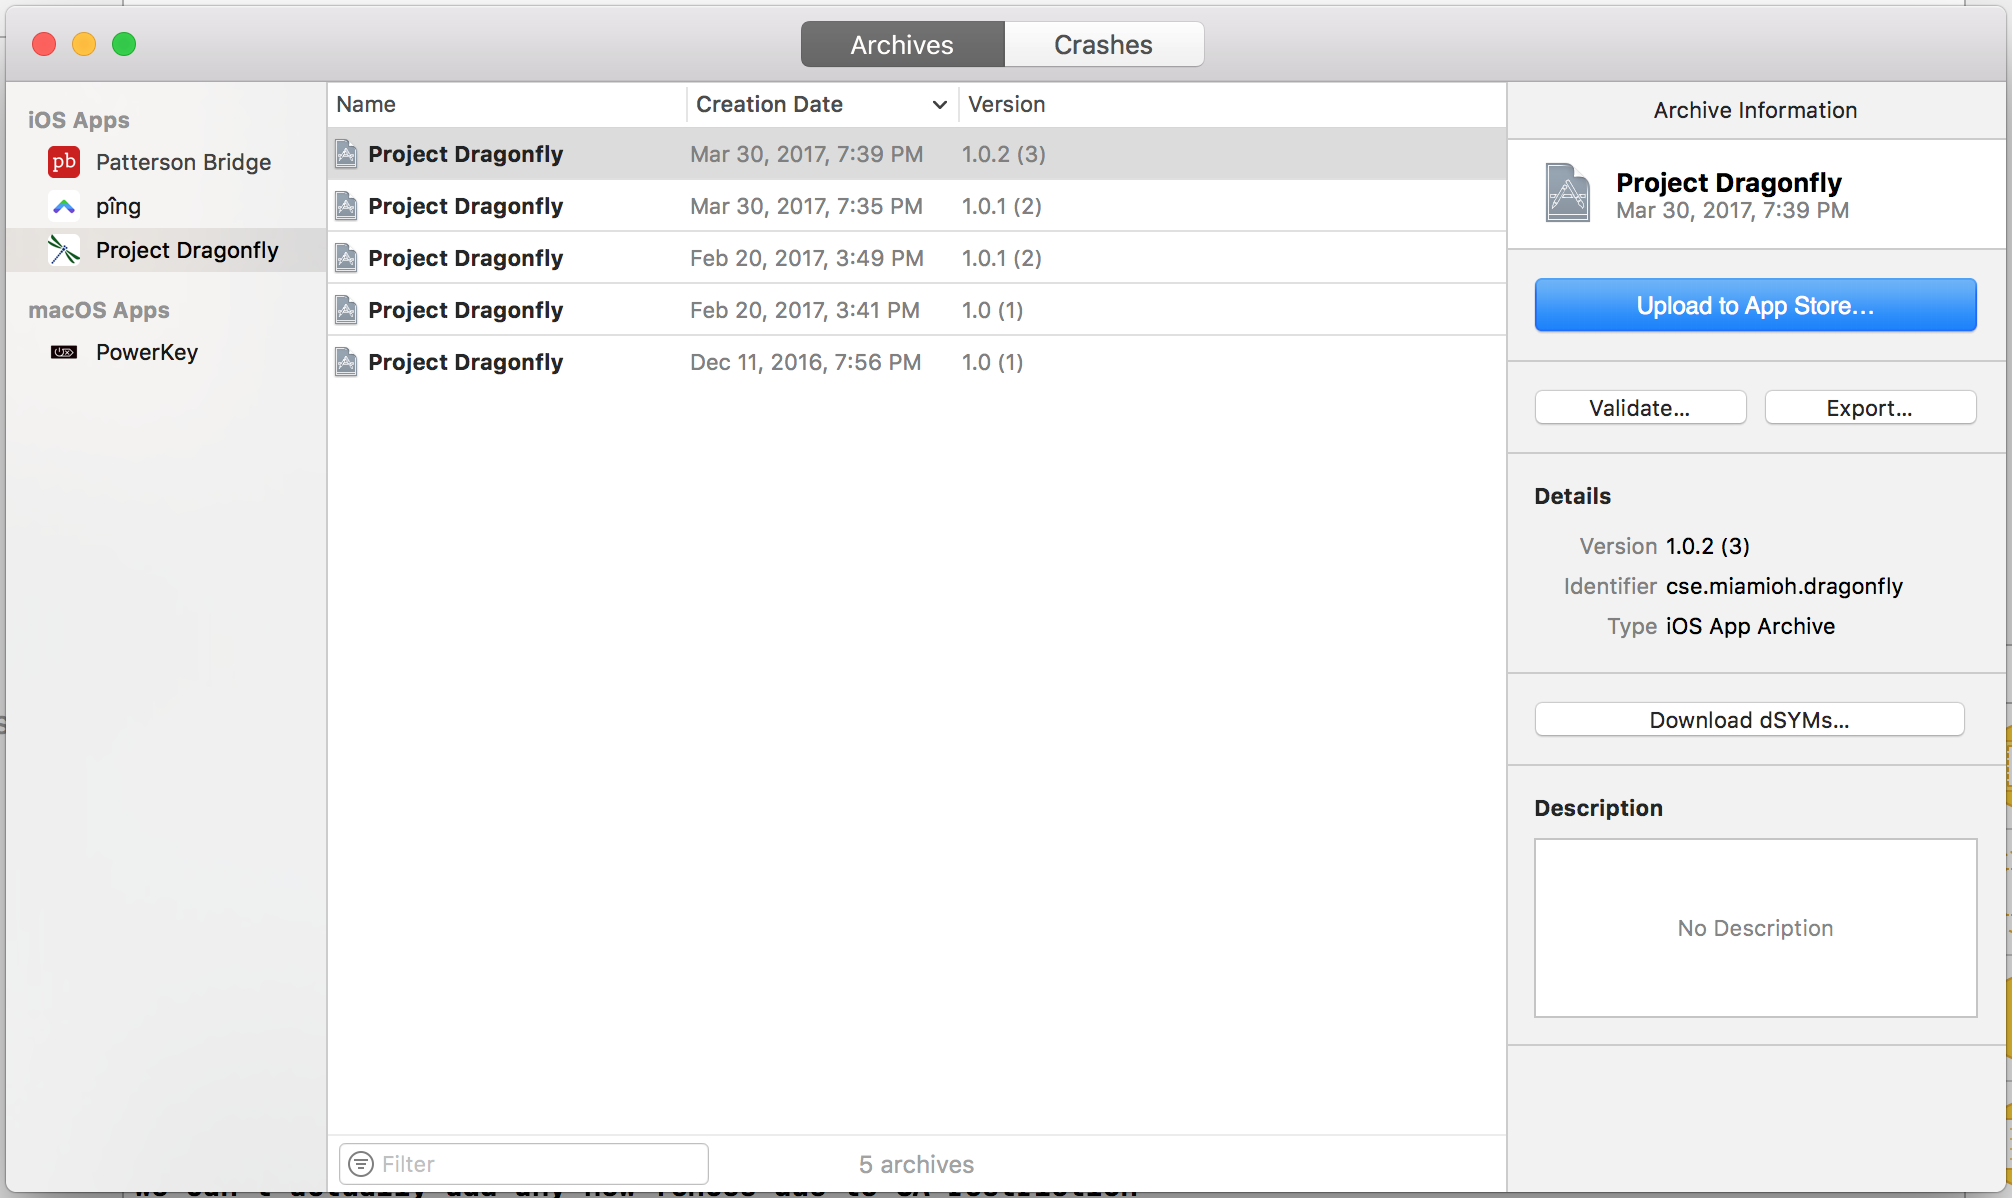 Archives Crashes
iOS Apps
pb Patterson Bridge
pîng
Project Dragonfly
macOS Apps
PowerKey
Name Creation Date Version
Project Dragonfly Mar 30, 2017, 7:39 PM 1.0.2 (3)
Project Dragonfly Mar 30, 2017, 7:35 PM 1.0.1 (2)
Project Dragonfly Feb 20, 2017, 3:49 PM 1.0.1 (2)
Project Dragonfly Feb 20, 2017, 3:41 PM 1.0 (1)
Project Dragonfly Dec 11, 2016, 7:56 PM 1.0 (1)
Filter 5 archives
Archive Information
Project Dragonfly
Mar 30, 2017, 7:39 PM
Upload to App Store...
Validate... Export...
Details
Version 1.0.2 (3)
Identifier cse.miamioh.dragonfly
Type iOS App Archive
Download dSYMs...
Description
No Description